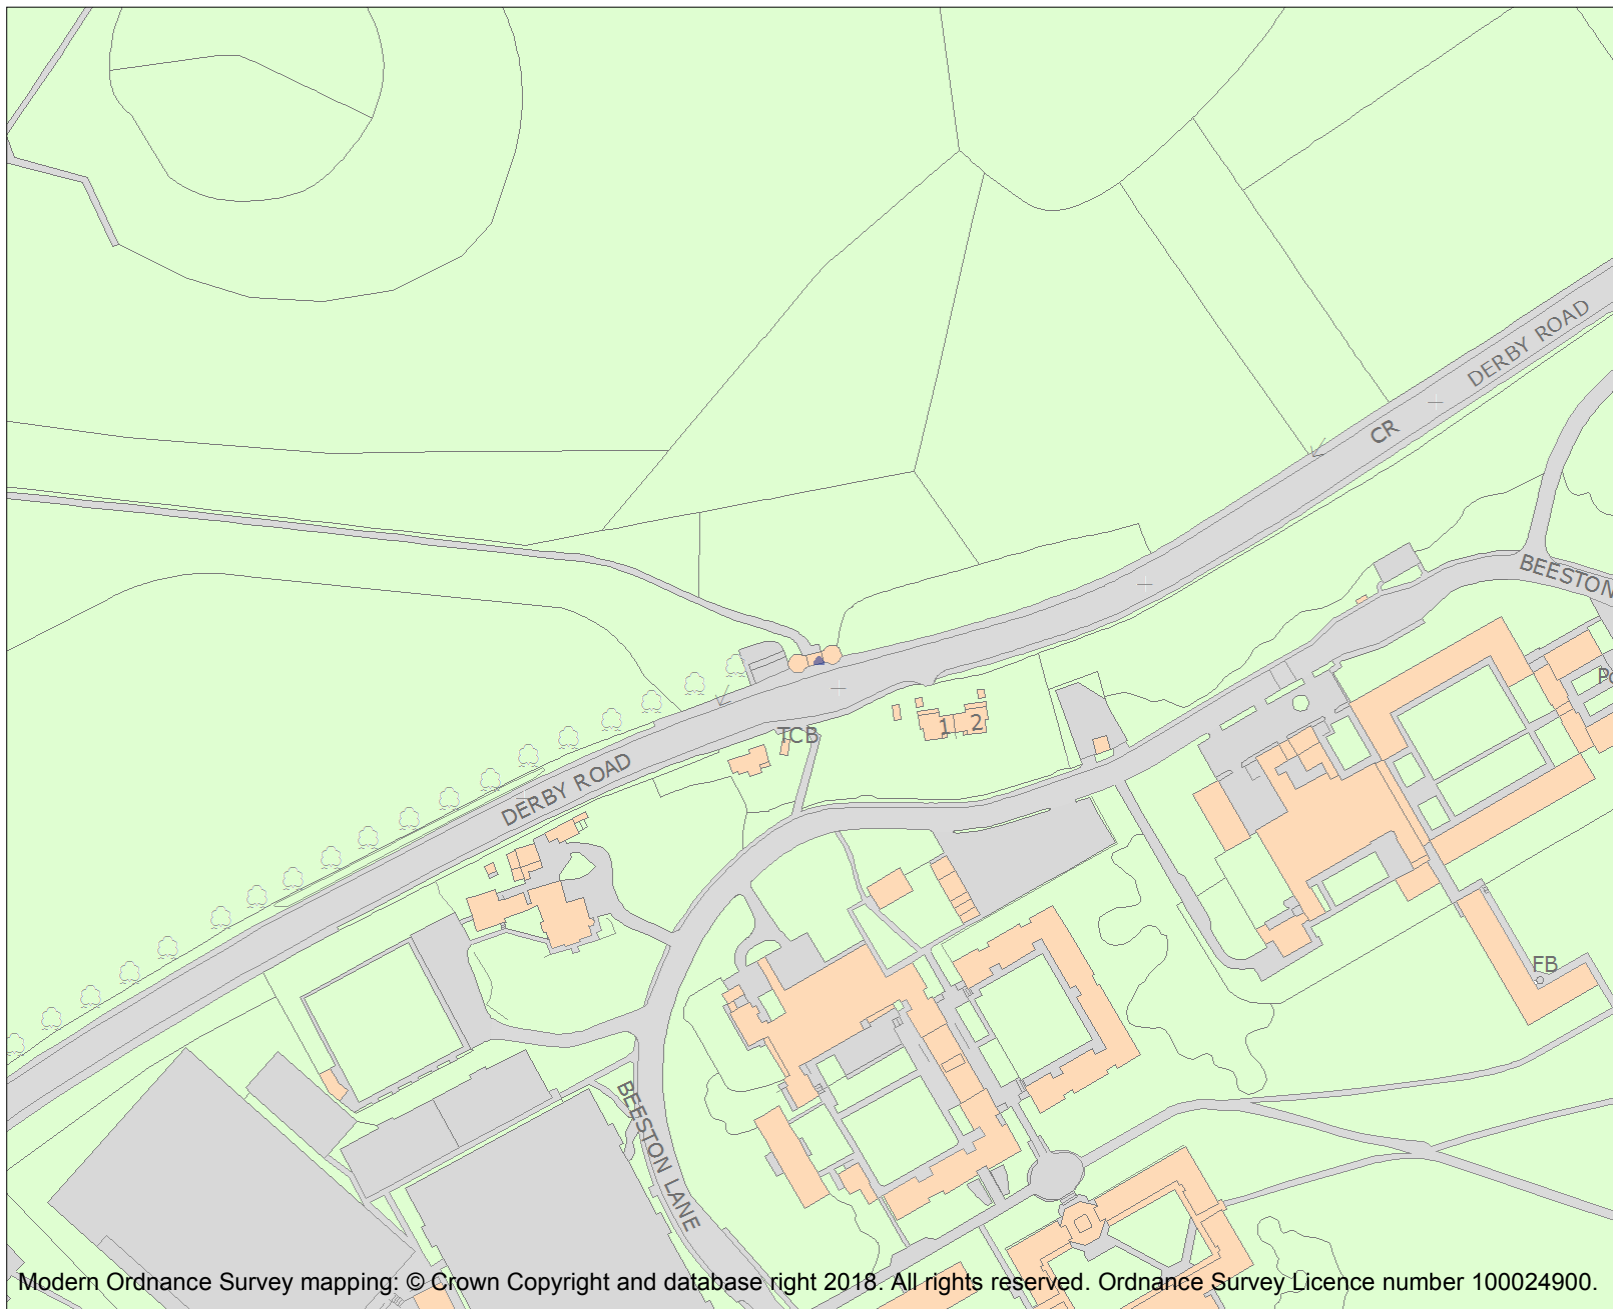 DERBY ROAD
CR
BEESTON
Po
1 2
TCB
DERBY ROAD
FB
BEESTON LANE
Modern Ordnance Survey mapping: © Crown Copyright and database right 2018. All rights reserved. Ordnance Survey Licence number 100024900.